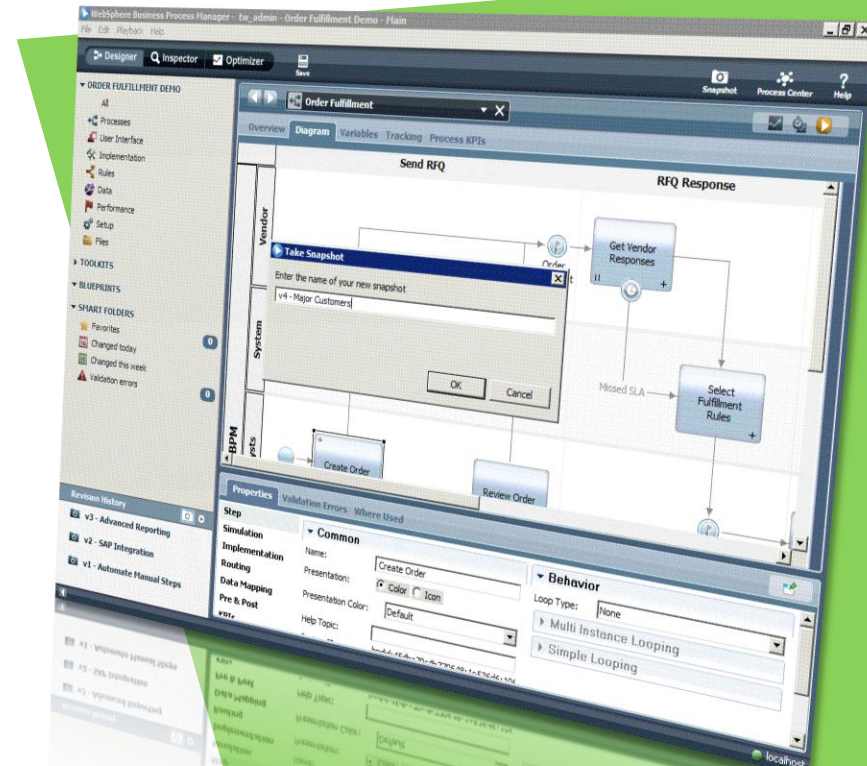 WebSphere Business Process Manager - tw_admin - Order Fulfillment Demo - Main
File Edit Playback Help
Designer Inspector Optimizer
Save
Snapshot Process Center Help
ORDER FULFILLMENT DEMO
All
Processes
User Interface
Implementation
Rules
Data
Performance
Setup
Files
TOOLKITS
BLUEPRINTS
SMART FOLDERS
Favorites
Changed today 0
Changed this week
Validation errors 0
Revision History
v3 - Advanced Reporting
v2 - SAP Integration
v1 - Automate Manual Steps
Order Fulfillment
Overview Diagram Variables Tracking Process KPIs
Send RFQ
RFQ Response
Vendor
System
BPM
Order
Get Vendor
Responses
Missed SLA
Select
Fulfillment
Rules
Create Order
Review Order
Take Snapshot
Enter the name of your new snapshot
v4 - Major Customers
OK Cancel
Properties Validation Errors Where Used
Step
Simulation
Implementation
Routing
Data Mapping
Pre & Post
Common
Name: Create Order
Presentation: Color Icon
Presentation Color: Default
Help Topic:
Behavior
Loop Type: None
Multi Instance Looping
Simple Looping
localhost